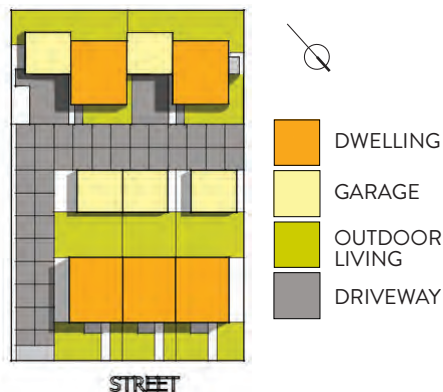 DWELLING
GARAGE
OUTDOOR
LIVING
DRIVEWAY
STREET